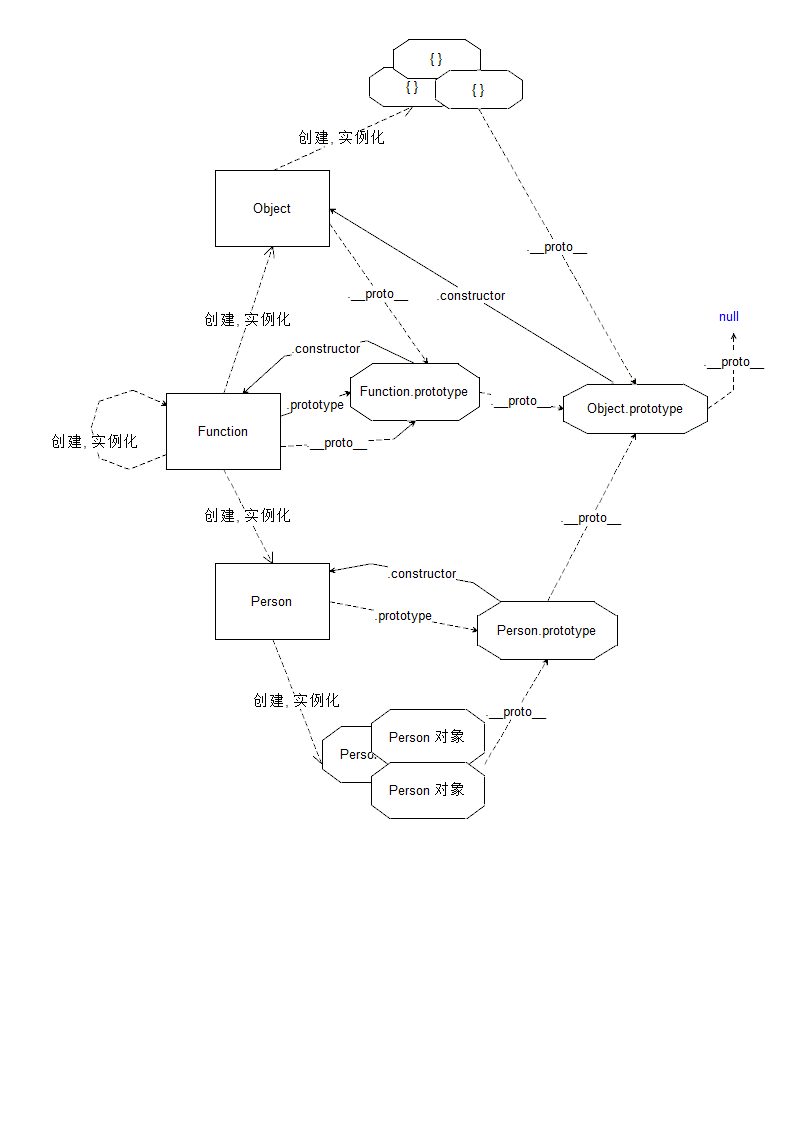 { }
{ }
{ }
创建, 实例化
Object
.__proto__
.__proto__
.constructor
创建, 实例化
null
.constructor
.__proto__
Function.prototype
.prototype
.__proto__
Object.prototype
Function
创建, 实例化
.__proto__
创建, 实例化
.__proto__
.constructor
Person
.prototype
Person.prototype
创建, 实例化
.__proto__
Person 对象
Perso
Person 对象